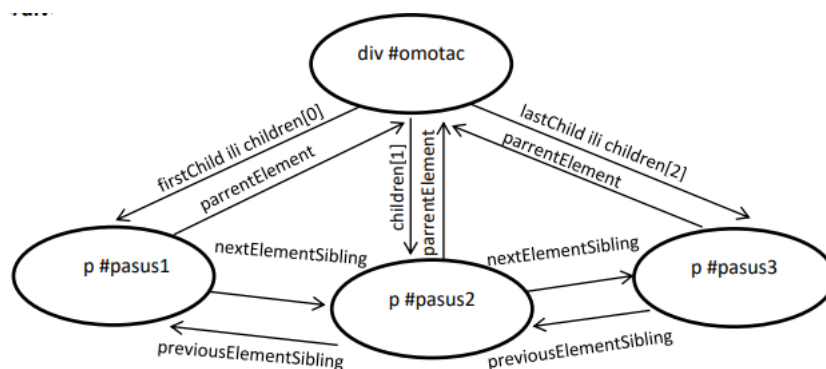 div #omotac
firstChild ili children[0]
parrentElement
children[1]
parrentElement
lastChild ili children[2]
parrentElement
p #pasus1
nextElementSibling
p #pasus2
nextElementSibling
p #pasus3
previousElementSibling
previousElementSibling